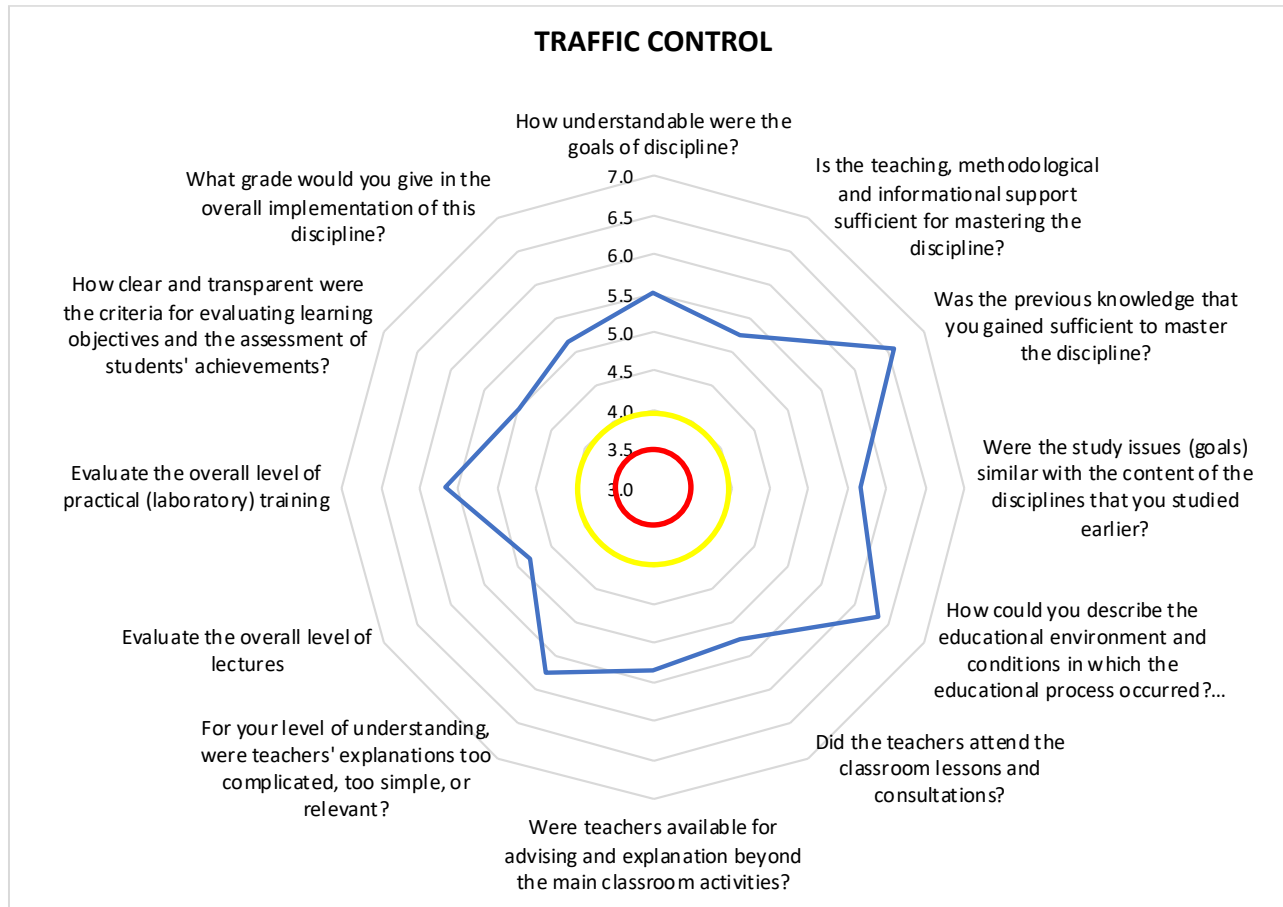 TRAFFIC CONTROL
How understandable were the
goals of discipline?
Is the teaching, methodological
and informational support
sufficient for mastering the
discipline?
Was the previous knowledge that
you gained sufficient to master
the discipline?
Were the study issues (goals)
similar with the content of the
disciplines that you studied
earlier?
How could you describe the
educational environment and
conditions in which the
educational process occurred?...
Did the teachers attend the
classroom lessons and
consultations?
Were teachers available for
advising and explanation beyond
the main classroom activities?
For your level of understanding,
were teachers' explanations too
complicated, too simple, or
relevant?
Evaluate the overall level of
lectures
Evaluate the overall level of
practical (laboratory) training
How clear and transparent were
the criteria for evaluating learning
objectives and the assessment of
students' achievements?
What grade would you give in the
overall implementation of this
discipline?
7.0
6.5
6.0
5.5
5.0
4.5
4.0
3.5
3.0